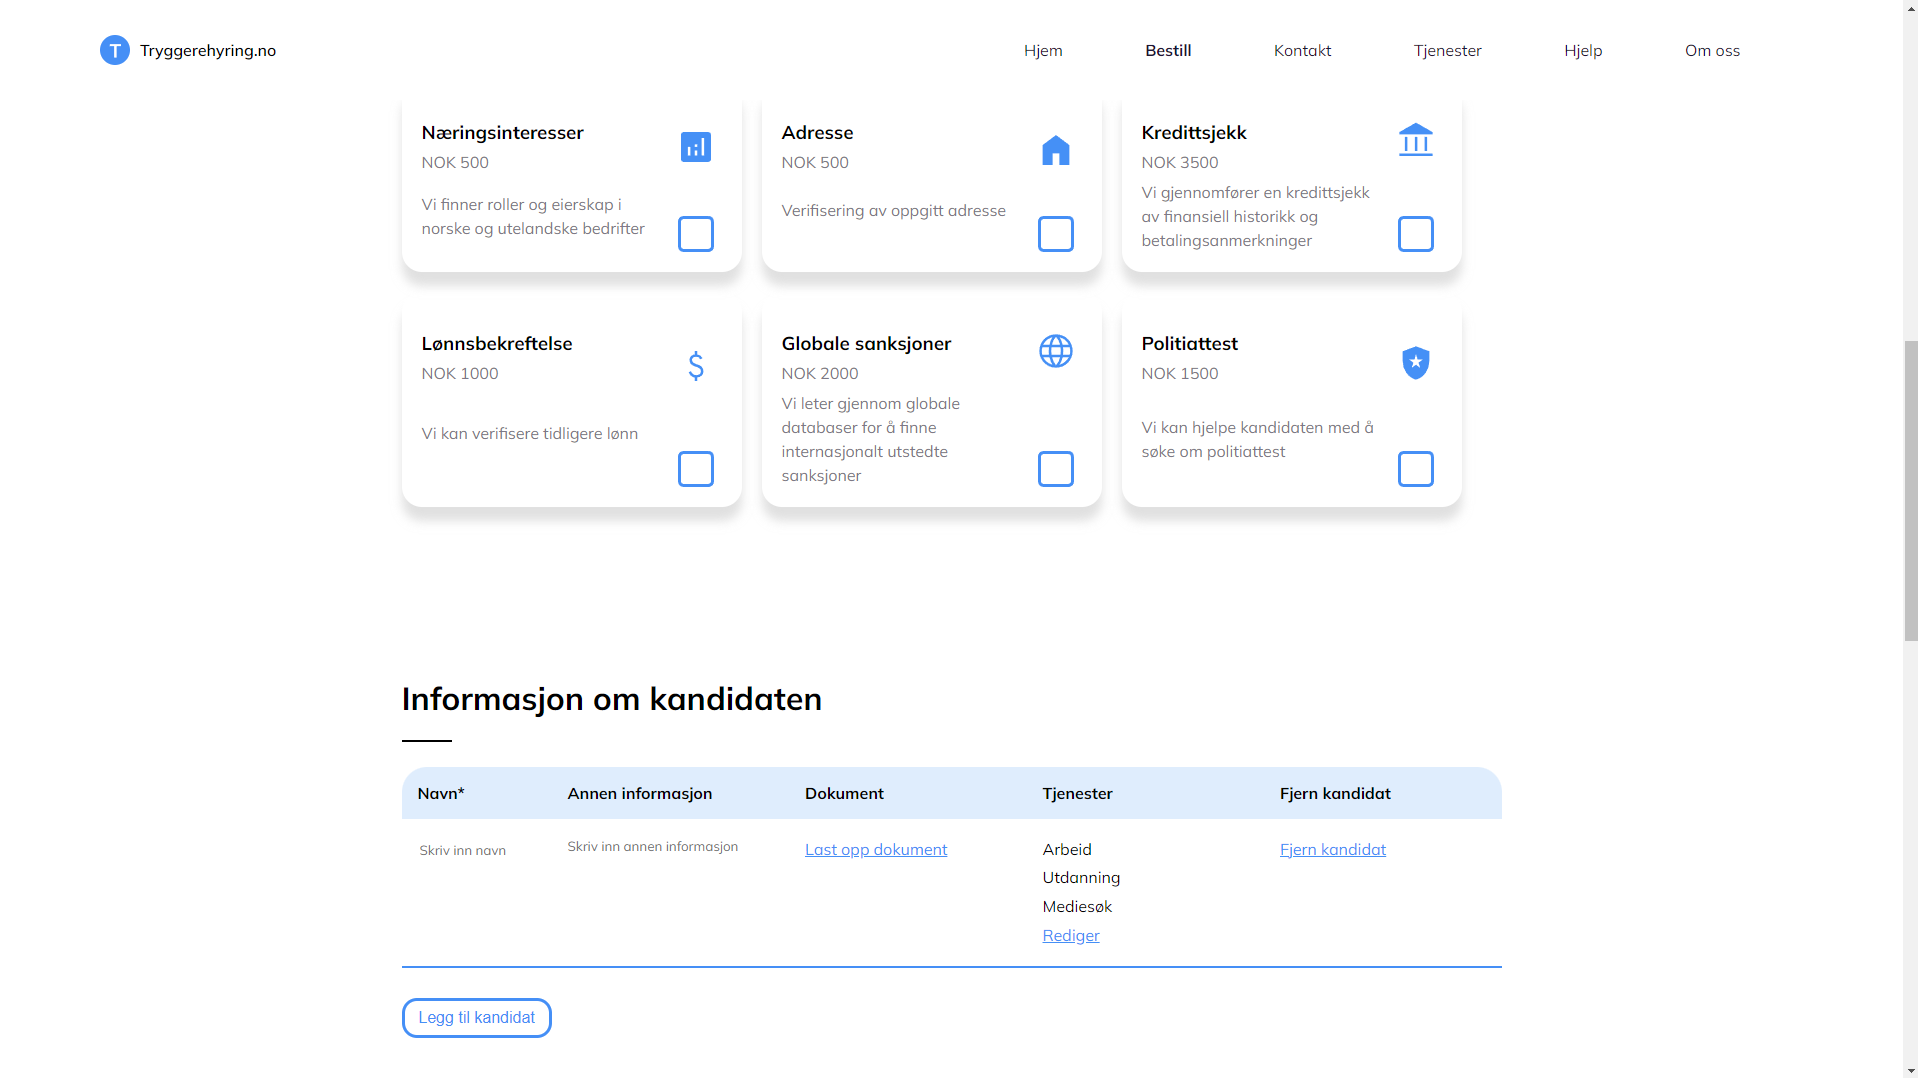 T Tryggerehyring.no
Hjem
Bestill
Kontakt
Tjenester
Hjelp
Om oss
Næringsinteresser
NOK 500
Vi finner roller og eierskap i
norske og utelandske bedrifter
Adresse
NOK 500
Verifisering av oppgitt adresse
Kredittsjekk
NOK 3500
Vi gjennomfører en kredittsjekk
av finansiell historikk og
betalingsanmerkninger
Lønnsbekreftelse
NOK 1000
Vi kan verifisere tidligere lønn
Globale sanksjoner
NOK 2000
Vi leter gjennom globale
databaser for å finne
internasjonalt utstedte
sanksjoner
Politiattest
NOK 1500
Vi kan hjelpe kandidaten med å
søke om politiattest
Informasjon om kandidaten
Navn*
Annen informasjon
Dokument
Tjenester
Fjern kandidat
Skriv inn navn
Skriv inn annen informasjon
Last opp dokument
Arbeid
Utdanning
Mediesøk
Rediger
Fjern kandidat
Legg til kandidat